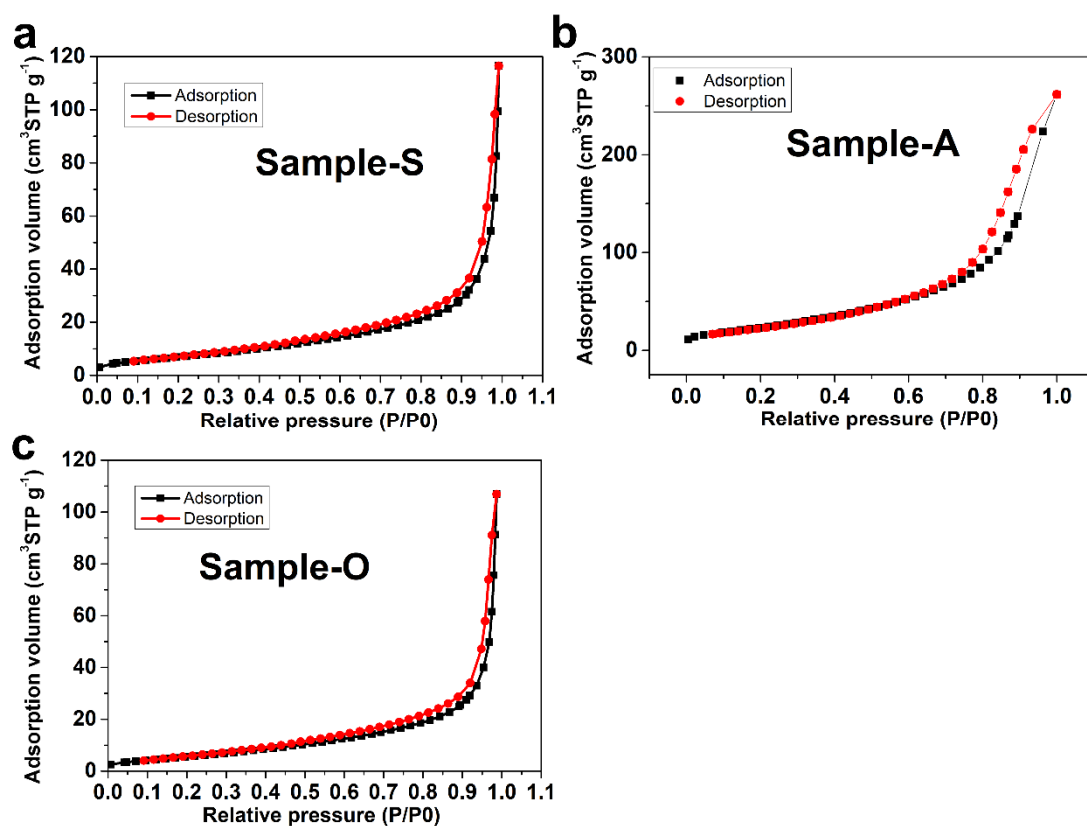 a
120
100
80
60
40
20
0
Adsorption volume (cm³STP g⁻¹)
Adsorption
Desorption
Sample-S
0.0 0.1 0.2 0.3 0.4 0.5 0.6 0.7 0.8 0.9 1.0 1.1
Relative pressure (P/P0)
b
300
200
100
0
Adsorption volume (cm³STP g⁻¹)
Adsorption
Desorption
Sample-A
0.0 0.2 0.4 0.6 0.8 1.0
Relative pressure (P/P0)
c
120
100
80
60
40
20
0
Adsorption volume (cm³STP g⁻¹)
Adsorption
Desorption
Sample-O
0.0 0.1 0.2 0.3 0.4 0.5 0.6 0.7 0.8 0.9 1.0 1.1
Relative pressure (P/P0)